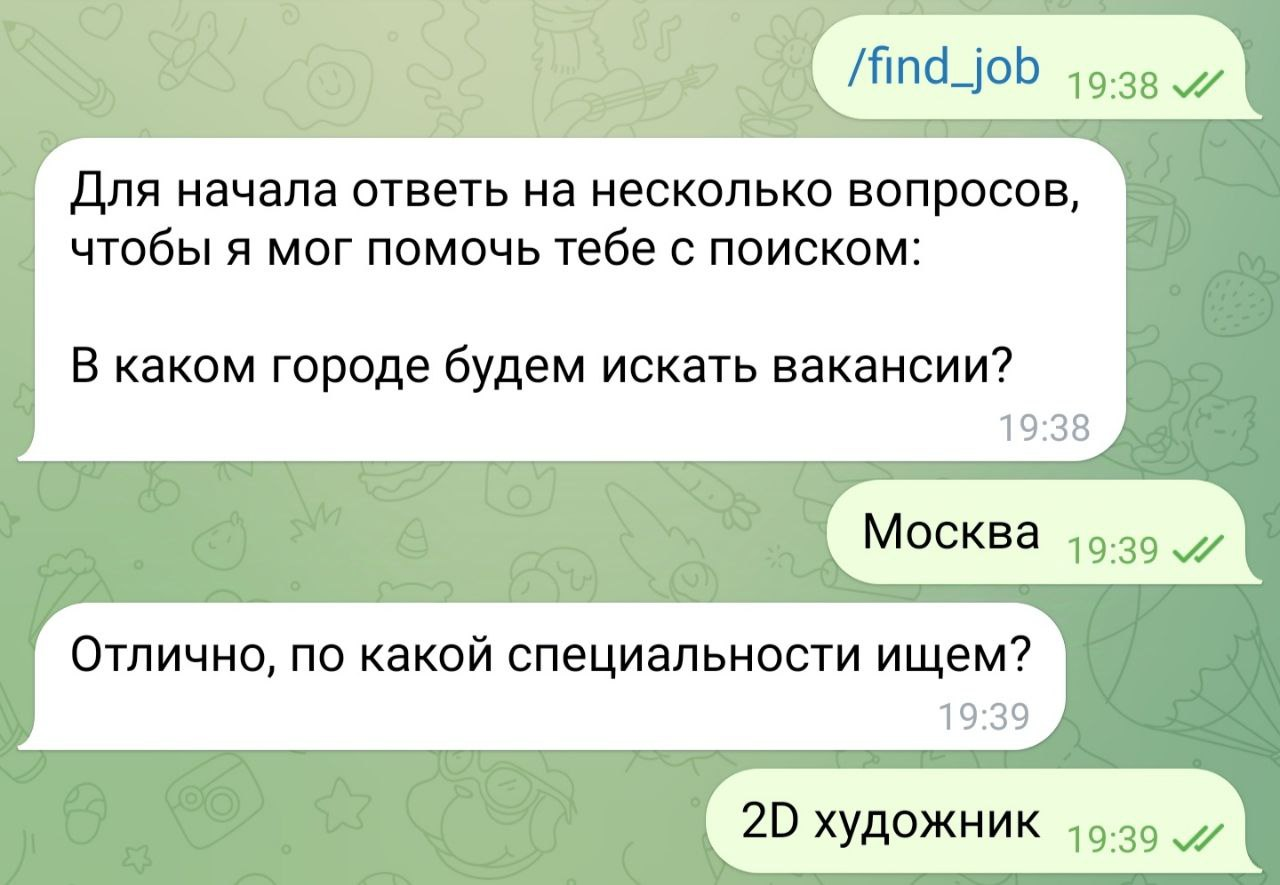 /find_job 19:38
Для начала ответь на несколько вопросов,
чтобы я мог помочь тебе с поиском:
В каком городе будем искать вакансии?
19:38
Москва 19:39
Отлично, по какой специальности ищем?
19:39
2D художник 19:39